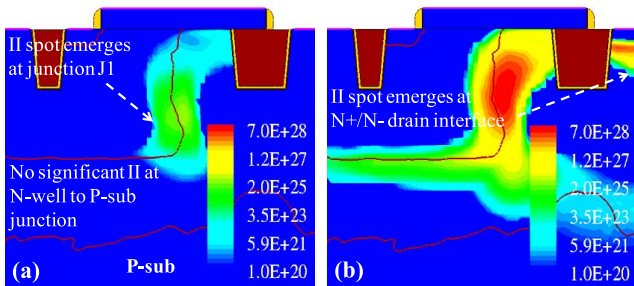 II spot emerges
at junction J1
No significant II at
N-well to P-sub
junction
7.0E+28
1.2E+27
2.0E+25
3.5E+23
5.9E+21
1.0E+20
(a)
P-sub
II spot emerges at
N+/N- drain interface
7.0E+28
1.2E+27
2.0E+25
3.5E+23
5.9E+21
1.0E+20
(b)